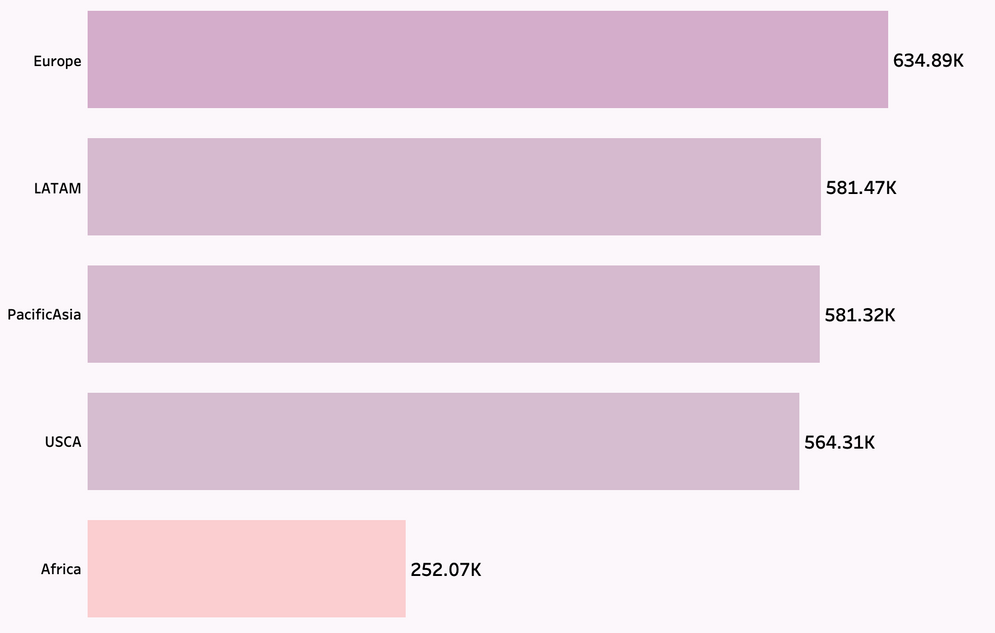 Europe 634.89K
LATAM 581.47K
PacificAsia 581.32K
USCA 564.31K
Africa 252.07K